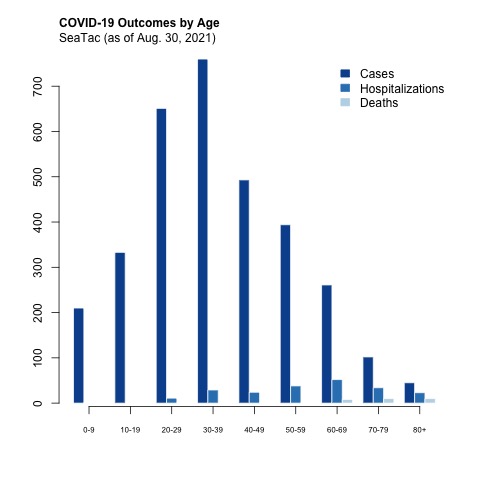 COVID-19 Outcomes by Age
SeaTac (as of Aug. 30, 2021)
Cases
Hospitalizations
Deaths
700
600
500
400
300
200
100
0
0-9 10-19 20-29 30-39 40-49 50-59 60-69 70-79 80+